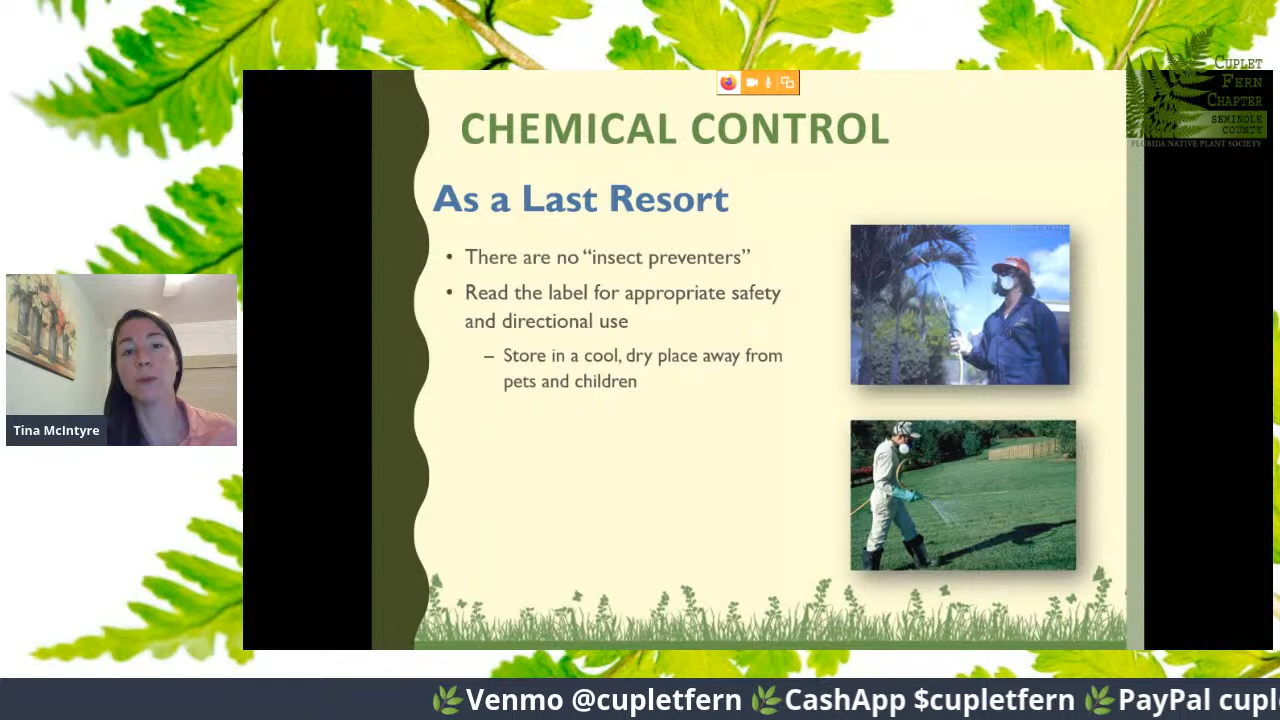 CUPLET
FERN
CHAPTER
SEMINOLE
COUNTY
FLORIDA NATIVE PLANT SOCIETY
CHEMICAL CONTROL
As a Last Resort
• There are no “insect preventers”
• Read the label for appropriate safety
and directional use
– Store in a cool, dry place away from
pets and children
Tina McIntyre
Venmo @cupletfern CashApp $cupletfern PayPal cupl